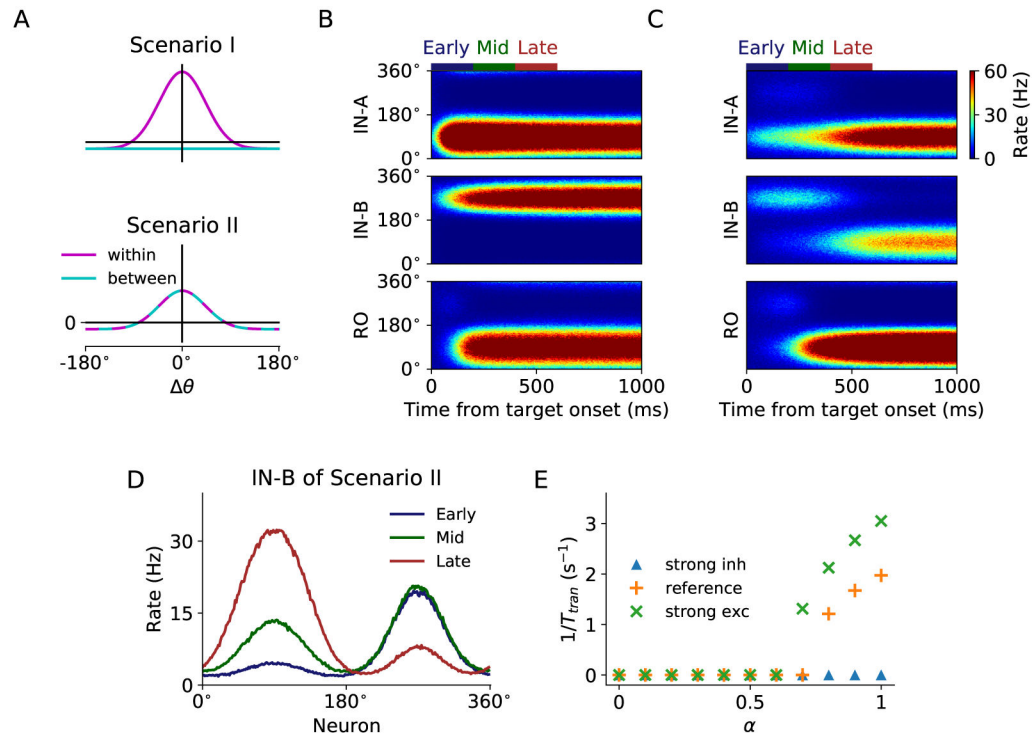 A
Scenario I
Scenario II
within
between
0
-180° 0 180°
Δθ
B
Early Mid Late
360°
180°
0°
IN-A
360°
180°
0°
IN-B
360°
180°
0°
RO
0 500 1000
Time from target onset (ms)
C
Early Mid Late
IN-A
IN-B
RO
0 500 1000
Time from target onset (ms)
60
30
0
Rate (Hz)
D
IN-B of Scenario II
Early
Mid
Late
30
15
0
Rate (Hz)
0° 180° 360°
Neuron
E
3
2
1
0
1/T_tran (s⁻¹)
strong inh
reference
strong exc
0 0.5 1
α